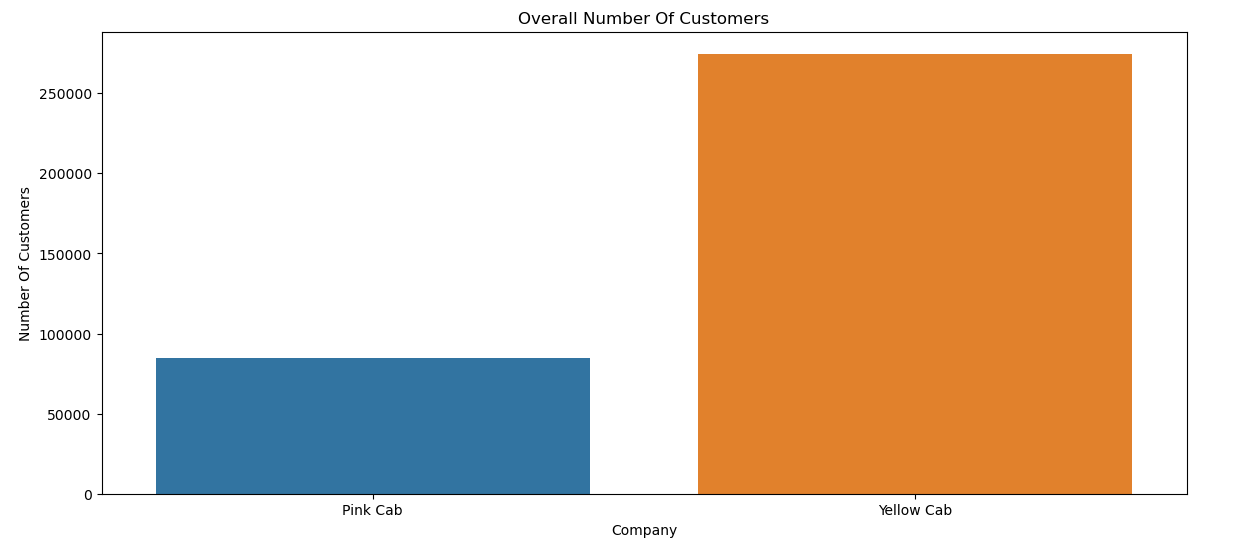 Overall Number Of Customers
250000
200000
150000
100000
50000
0
Number Of Customers
Pink Cab
Yellow Cab
Company